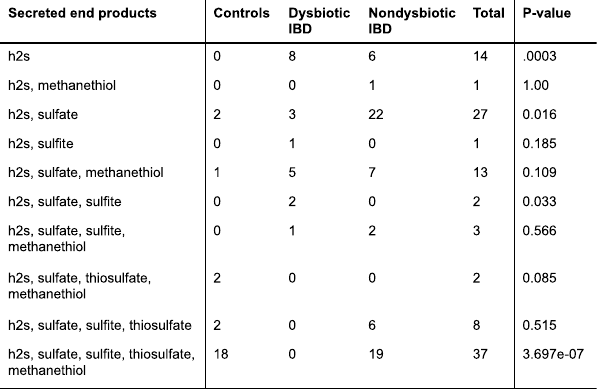 Secreted end products Controls Dysbiotic IBD Nondysbiotic IBD Total P-value
h2s 0 8 6 14 .0003
h2s, methanethiol 0 0 1 1 1.00
h2s, sulfate 2 3 22 27 0.016
h2s, sulfite 0 1 0 1 0.185
h2s, sulfate, methanethiol 1 5 7 13 0.109
h2s, sulfate, sulfite 0 2 0 2 0.033
h2s, sulfate, sulfite, 0 1 2 3 0.566
methanethiol
h2s, sulfate, thiosulfate, 2 0 0 2 0.085
methanethiol
h2s, sulfate, sulfite, thiosulfate 2 0 6 8 0.515
h2s, sulfate, sulfite, thiosulfate, 18 0 19 37 3.697e-07
methanethiol